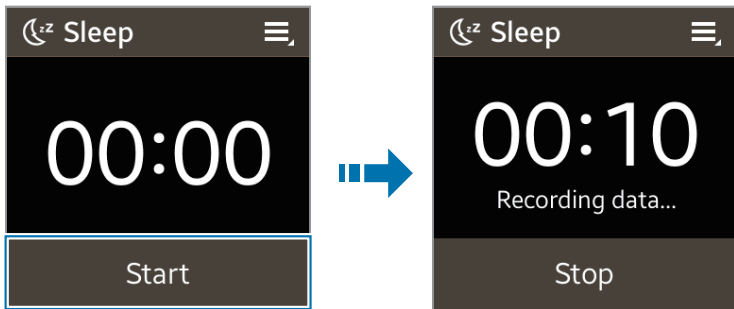 Sleep
00:00
Start
Sleep
00:10
Recording data...
Stop